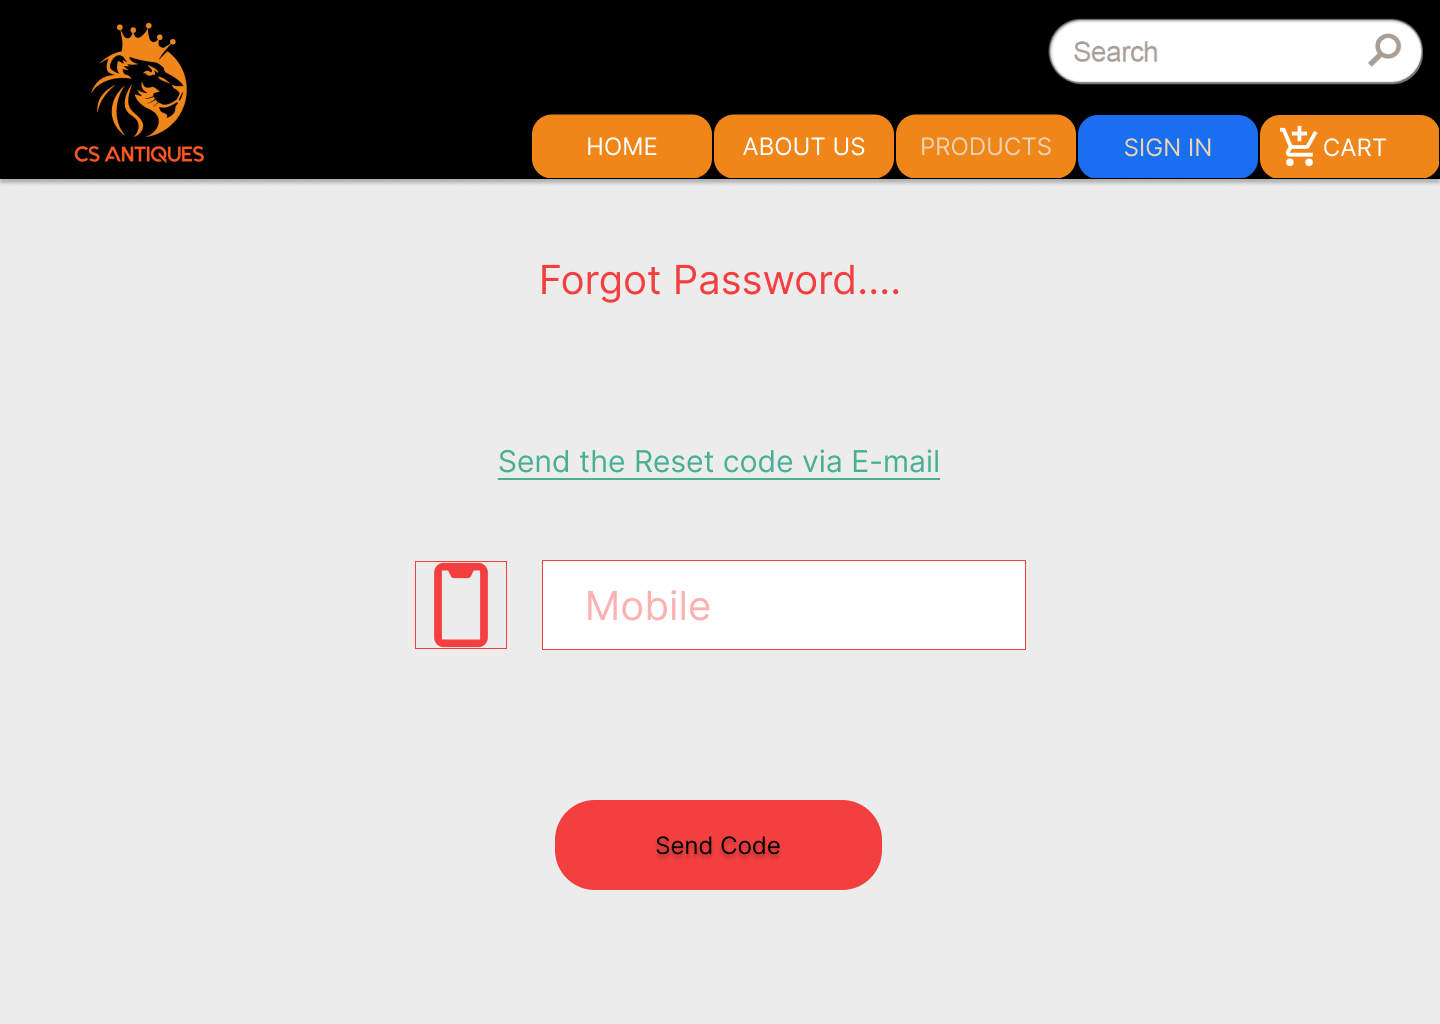 CS ANTIQUES
Search
HOME
ABOUT US
PRODUCTS
SIGN IN
CART
Forgot Password....
Send the Reset code via E-mail
Mobile
Send Code